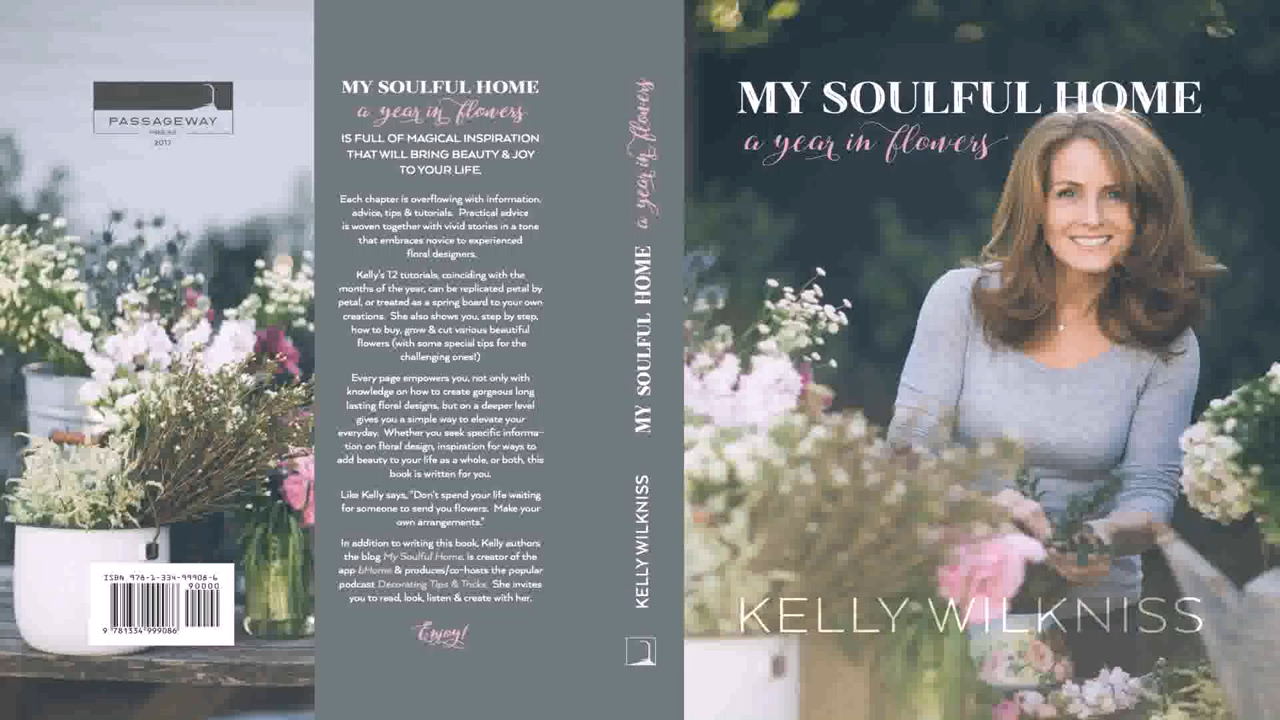 PASSAGEWAY
PRESS
2017
ISBN 978-1-334-99908-6
90000
9 781334 999086
MY SOULFUL HOME
a year in flowers
IS FULL OF MAGICAL INSPIRATION
THAT WILL BRING BEAUTY & JOY
TO YOUR LIFE.
Each chapter is overflowing with information,
advice, tips & tutorials. Practical advice
is woven together with vivid stories in a tone
that embraces novice to experienced
floral designers.
Kelly's 12 tutorials, coinciding with the
months of the year, can be replicated petal by
petal, or treated as a spring board to your own
creations. She also shows you, step by step,
how to buy, grow & cut various beautiful
flowers (with some special tips for the
challenging ones!)
Every page empowers you, not only with
knowledge on how to create gorgeous long
lasting floral designs, but on a deeper level
gives you a simple way to elevate your
everyday. Whether you seek specific informa-
tion on floral design, inspiration for ways to
add beauty to your life as a whole, or both, this
book is written for you.
Like Kelly says, "Don't spend your life waiting
for someone to send you flowers. Make your
own arrangements."
In addition to writing this book, Kelly authors
the blog My Soulful Home, is creator of the
app bHome & produces/co-hosts the popular
podcast Decorating Tips & Tricks. She invites
you to read, look, listen & create with her.
Enjoy!
KELLY WILKNISS MY SOULFUL HOME a year in flowers
MY SOULFUL HOME
a year in flowers
KELLY WILKNISS